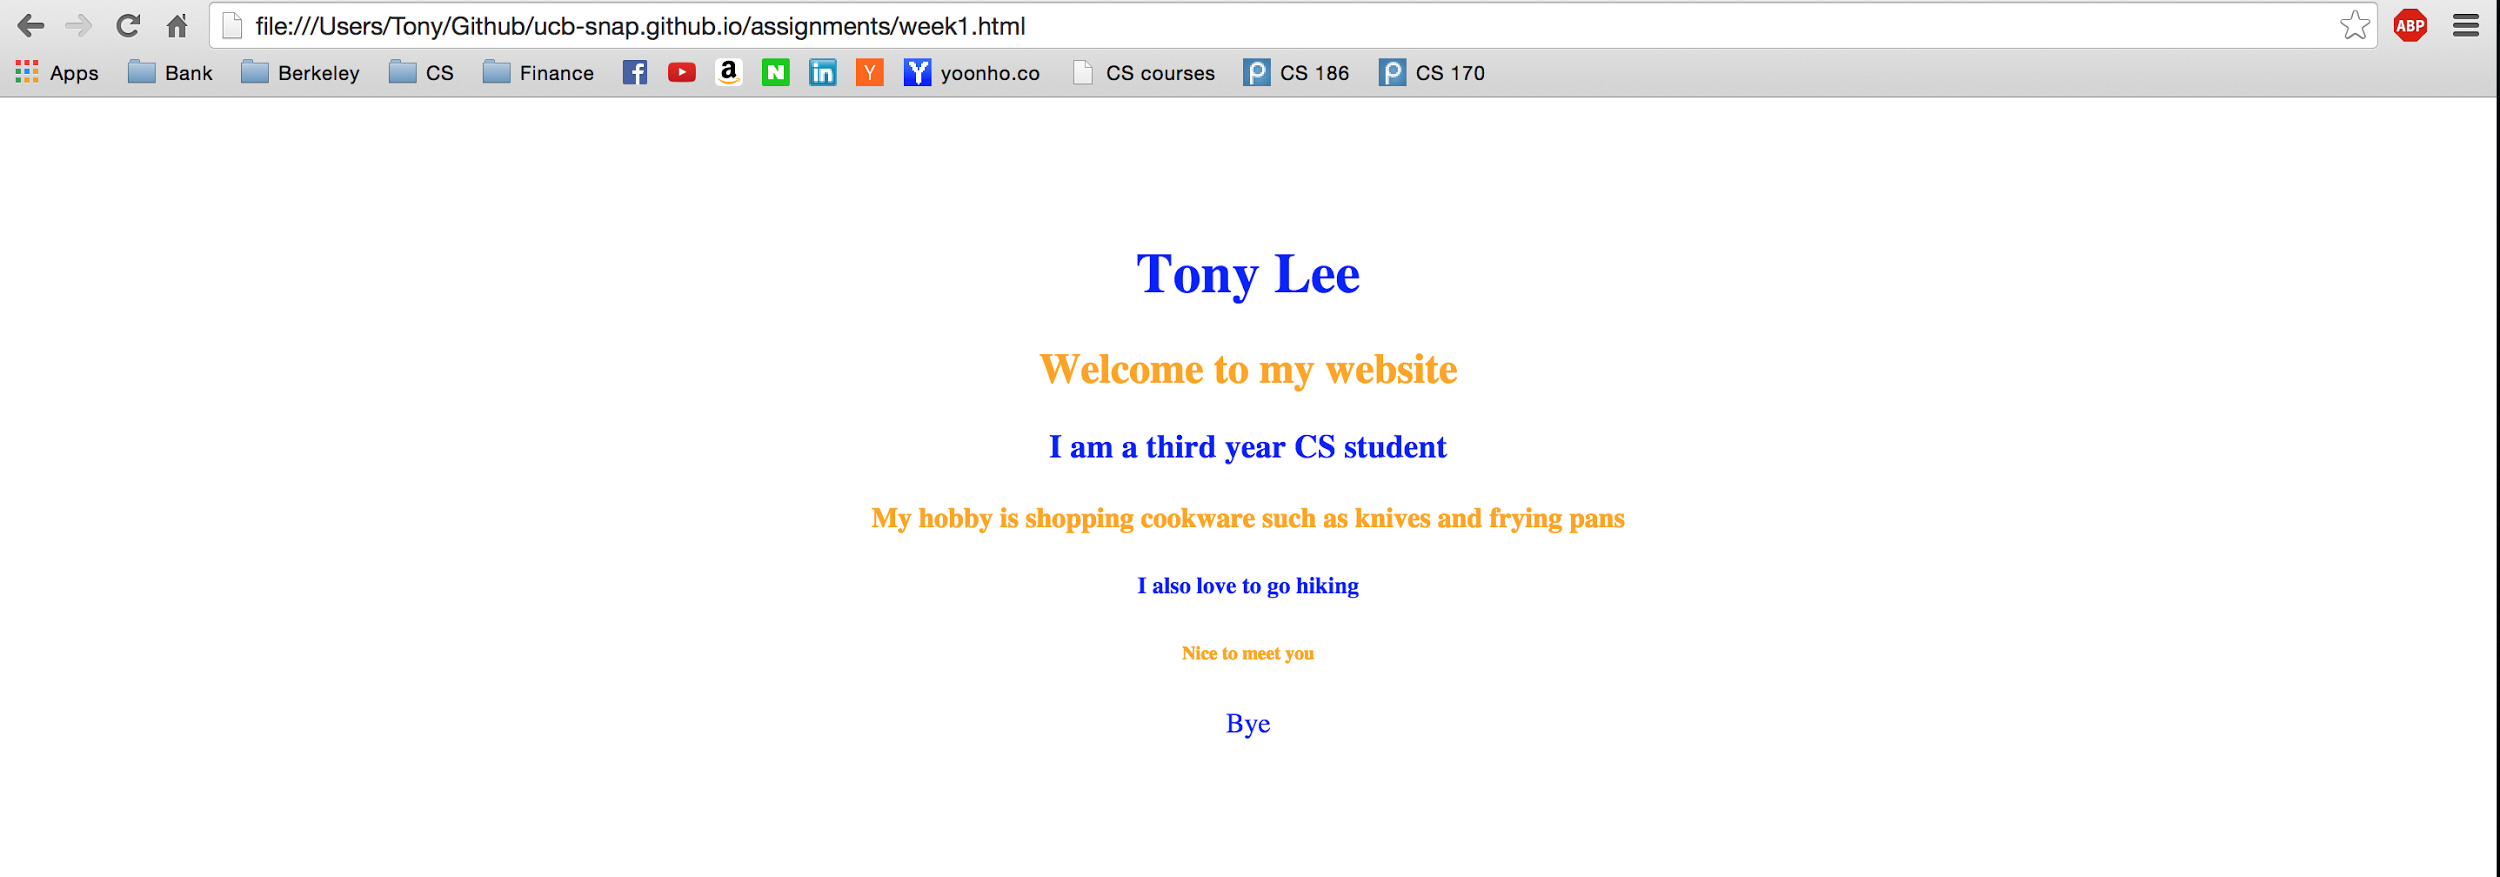 file:///Users/Tony/Github/ucb-snap.github.io/assignments/week1.html ABP
Apps Bank Berkeley CS Finance f a N in Y Y yoonho.co CS courses P CS 186 P CS 170
Tony Lee
Welcome to my website
I am a third year CS student
My hobby is shopping cookware such as knives and frying pans
I also love to go hiking
Nice to meet you
Bye